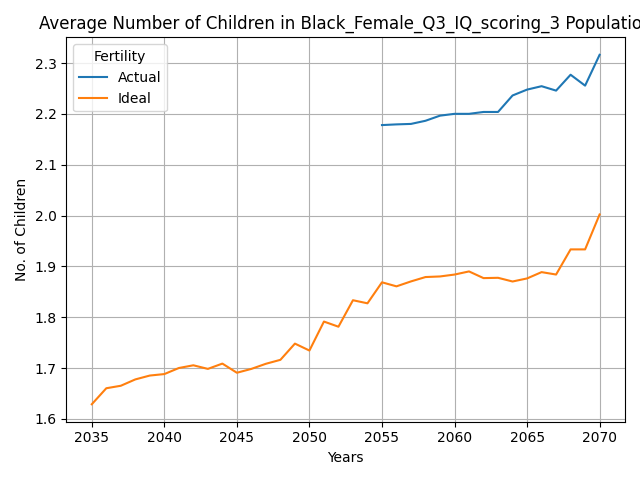 Average Number of Children in Black_Female_Q3_IQ_scoring_3 Populatio
Fertility
Actual
Ideal
2.3
2.2
2.1
2.0
1.9
1.8
1.7
1.6
No. of Children
2035 2040 2045 2050 2055 2060 2065 2070
Years